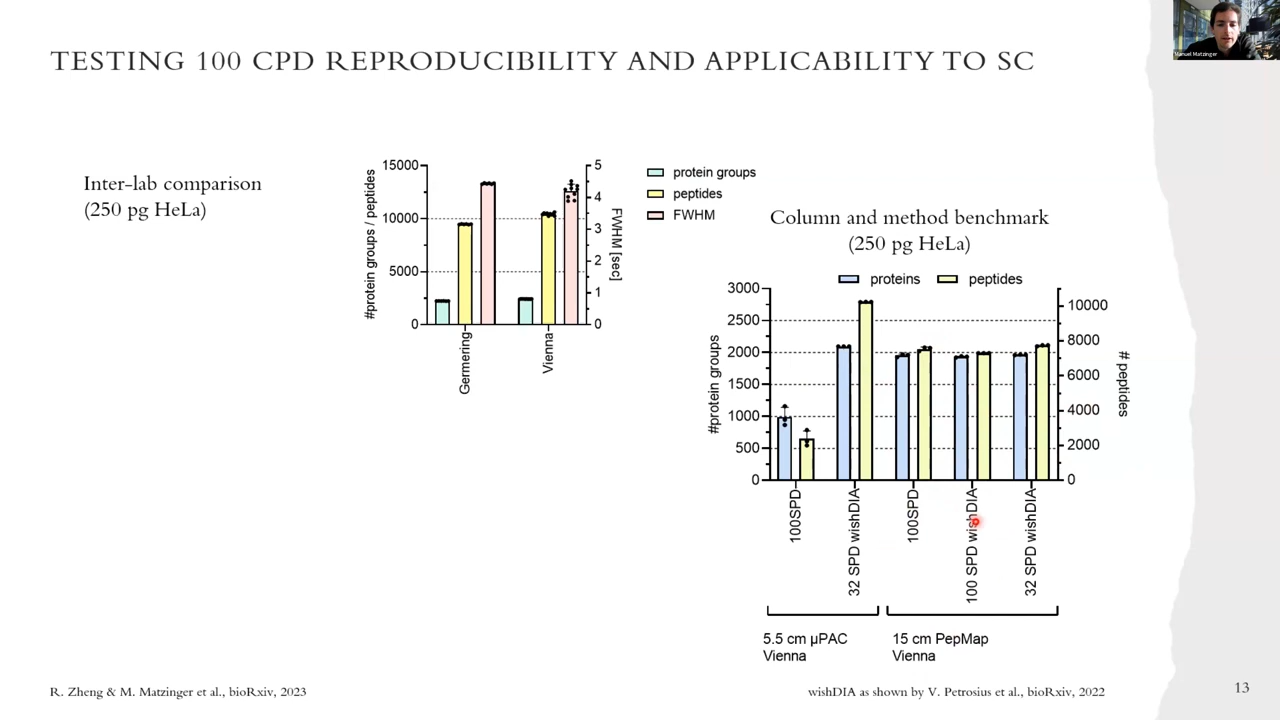 TESTING 100 CPD REPRODUCIBILITY AND APPLICABILITY TO SC
Manuel Matzinger
Inter-lab comparison
(250 pg HeLa)
#protein groups / peptides
15000
10000
5000
0
5
4
3
2
1
0
FWHM [sec]
Germering
Vienna
protein groups
peptides
FWHM
Column and method benchmark
(250 pg HeLa)
proteins
peptides
#protein groups
3000
2500
2000
1500
1000
500
0
10000
8000
6000
4000
2000
0
# peptides
100SPD
32 SPD wishDIA
100SPD
100 SPD wishDIA
32 SPD wishDIA
5.5 cm µPAC
Vienna
15 cm PepMap
Vienna
R. Zheng & M. Matzinger et al., bioRxiv, 2023
wishDIA as shown by V. Petrosius et al., bioRxiv, 2022
13